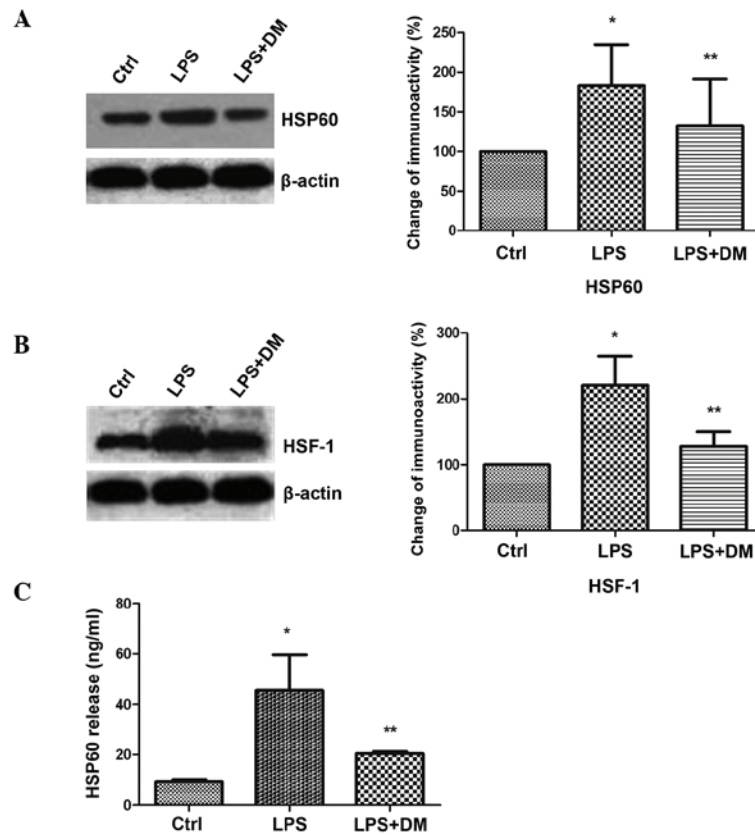 A
Ctrl LPS LPS+DM
HSP60
β-actin
Change of immunoactivity (%)
250
200
150
100
50
0
* **
Ctrl LPS LPS+DM
HSP60
B
Ctrl LPS LPS+DM
HSF-1
β-actin
Change of immunoactivity (%)
300
200
100
0
* **
Ctrl LPS LPS+DM
HSF-1
C
HSP60 release (ng/ml)
80
60
40
20
0
* **
Ctrl LPS LPS+DM